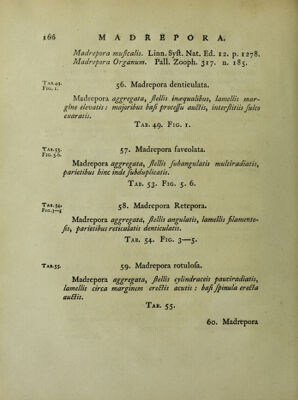 166 MADREPORA.
Madrepora muſicalis. Linn. Syſt. Nat. Ed. 12. p. 1278.
Madrepora Organum. Pall. Zooph. 317. n. 185.
TAB. 49.
FIG. 1.
56. Madrepora denticulata.
Madrepora aggregata, ſtellis inæqualibus, lamellis mar-
gine elevatis: majoribus baſi proceſſu auctis, interſtitiis ſulco
exaratis.
TAB. 49. FIG. 1.
TAB. 53.
FIG. 5.6.
57. Madrepora faveolata.
Madrepora aggregata, ſtellis ſubangulatis multiradiatis,
parietibus hinc inde ſubduplicatis.
TAB. 53. FIG. 5. 6.
TAB. 54.
FIG. 3—5
58. Madrepora Retepora.
Madrepora aggregata, ſtellis angulatis, lamellis filamento-
ſis, parietibus reticulatis denticulatis.
TAB. 54. FIG. 3—5.
TAB. 55.
59. Madrepora rotuloſa.
Madrepora aggregata, ſtellis cylindraceis pauciradiatis,
lamellis circa marginem erectis acutis: baſi ſpinula erecta
auctis.
TAB. 55.
60. Madrepora